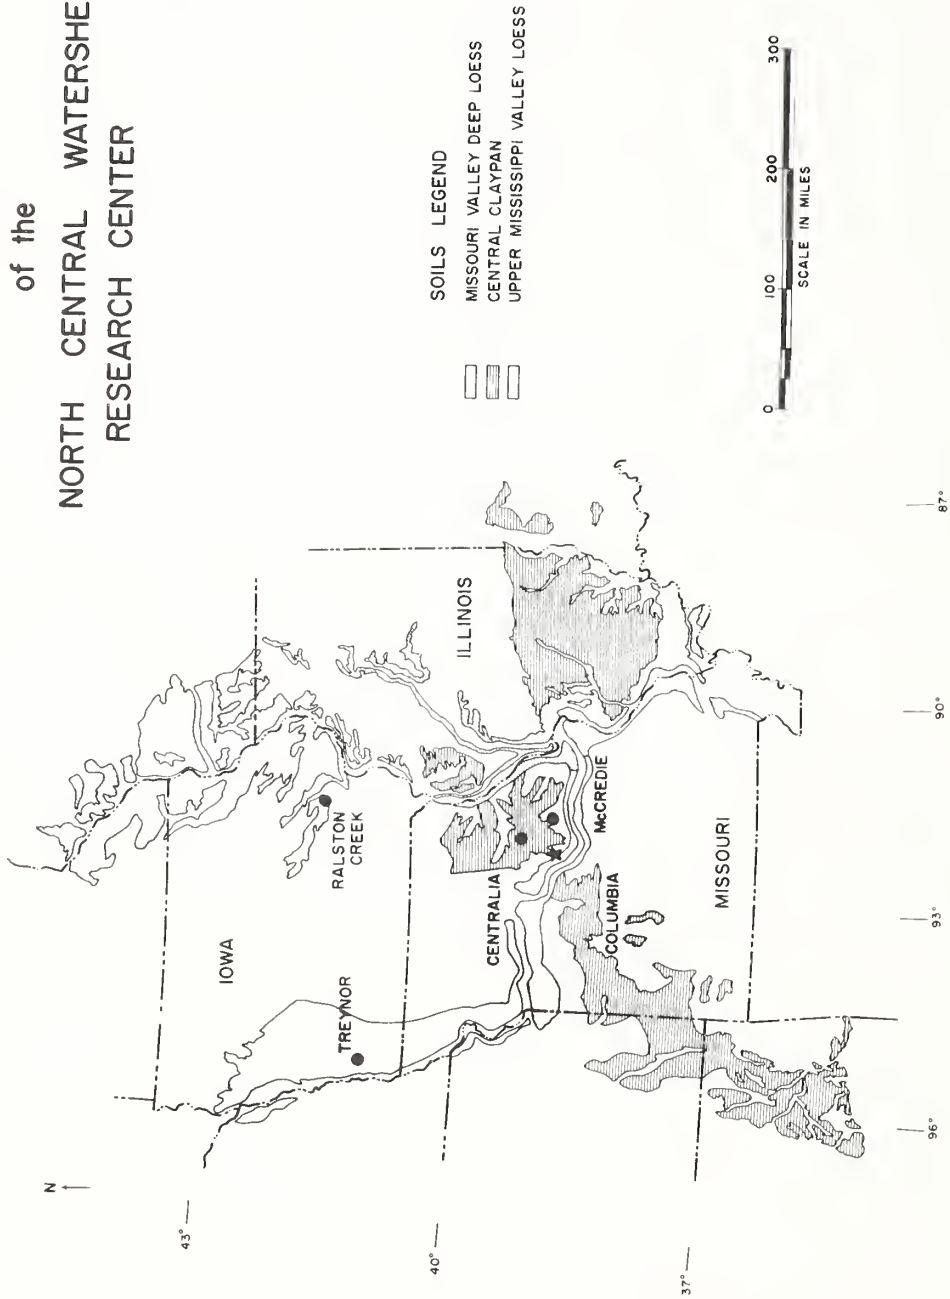 of the
NORTH CENTRAL WATERSHE
RESEARCH CENTER
SOILS LEGEND
MISSOURI VALLEY DEEP LOESS
CENTRAL CLAYPAN
UPPER MISSISSIPPI VALLEY LOESS
0 100 200 300
SCALE IN MILES
N
43°
40°
37°
96°
93°
90°
87°
IOWA
TREYNOR
RALSTON
CREEK
ILLINOIS
CENTRALIA
McCREDIE
COLUMBIA
MISSOURI